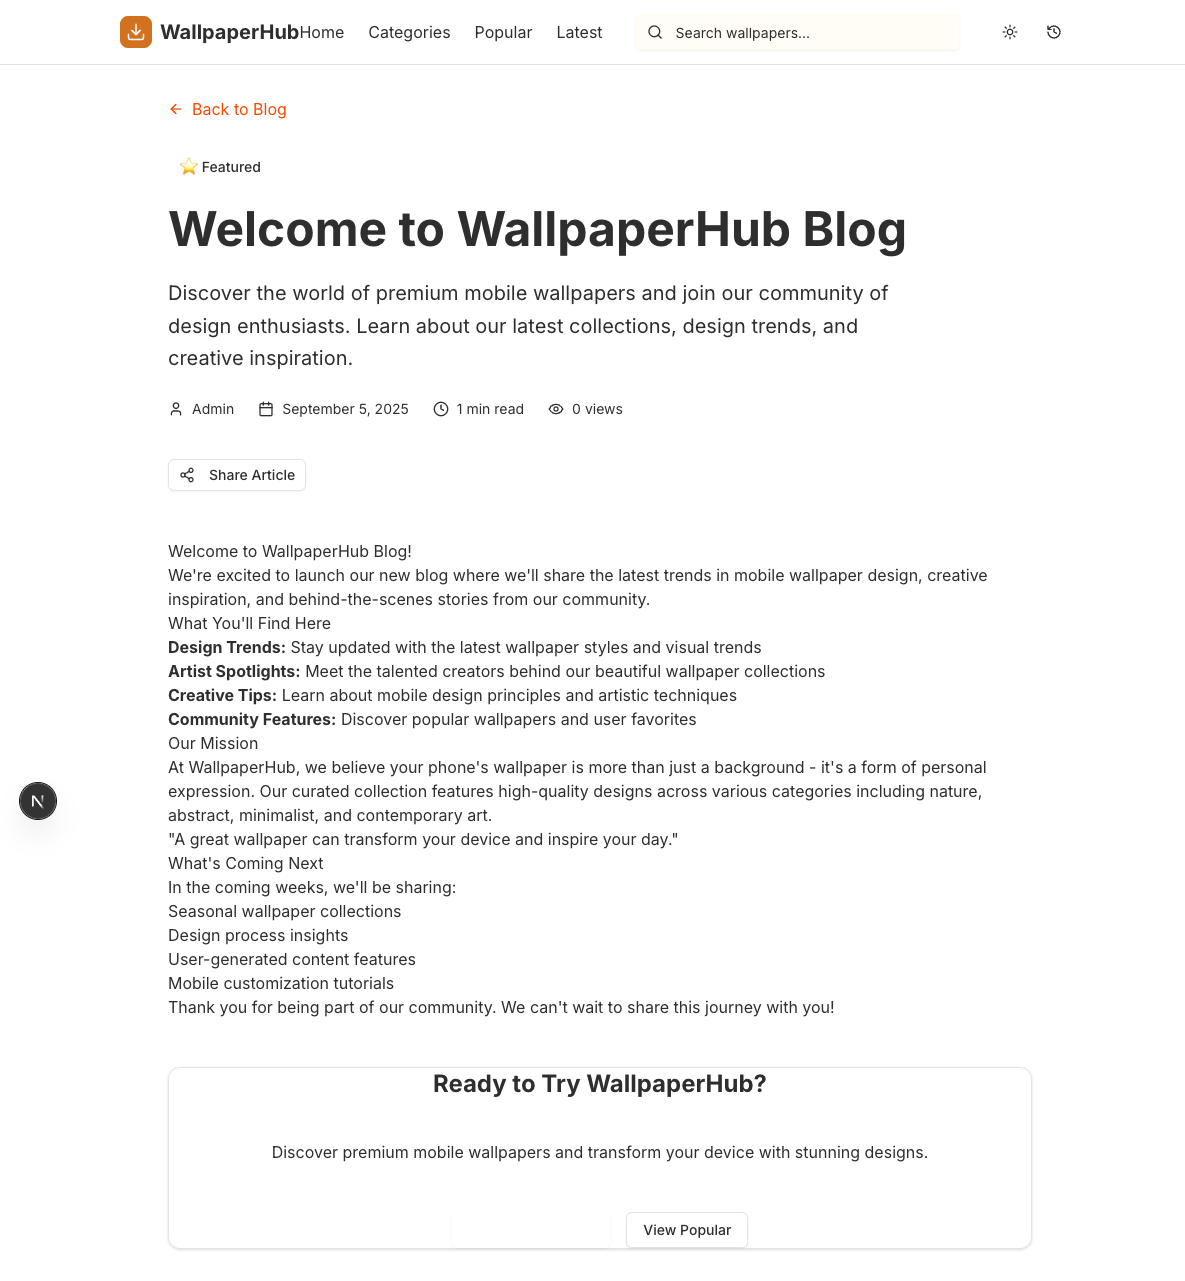 WallpaperHub
Home
Categories
Popular
Latest
Search wallpapers...
Back to Blog
⭐ Featured
Welcome to WallpaperHub Blog
Discover the world of premium mobile wallpapers and join our community of
design enthusiasts. Learn about our latest collections, design trends, and
creative inspiration.
Admin
September 5, 2025
1 min read
0 views
Share Article
Welcome to WallpaperHub Blog!
We're excited to launch our new blog where we'll share the latest trends in mobile wallpaper design, creative
inspiration, and behind-the-scenes stories from our community.
What You'll Find Here
Design Trends: Stay updated with the latest wallpaper styles and visual trends
Artist Spotlights: Meet the talented creators behind our beautiful wallpaper collections
Creative Tips: Learn about mobile design principles and artistic techniques
Community Features: Discover popular wallpapers and user favorites
Our Mission
At WallpaperHub, we believe your phone's wallpaper is more than just a background - it's a form of personal
expression. Our curated collection features high-quality designs across various categories including nature,
abstract, minimalist, and contemporary art.
"A great wallpaper can transform your device and inspire your day."
What's Coming Next
In the coming weeks, we'll be sharing:
Seasonal wallpaper collections
Design process insights
User-generated content features
Mobile customization tutorials
Thank you for being part of our community. We can't wait to share this journey with you!
N
Ready to Try WallpaperHub?
Discover premium mobile wallpapers and transform your device with stunning designs.
View Popular